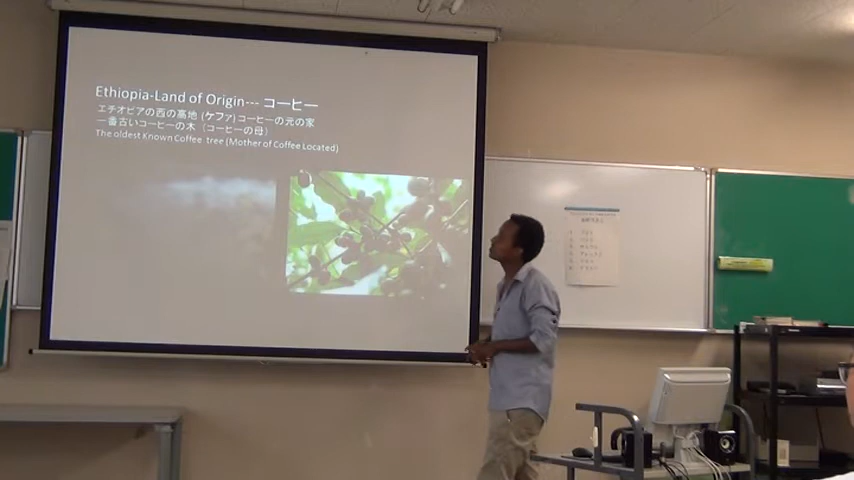 Ethiopia-Land of Origin--- コーヒー
エチオピアの西の高地 (ケファ) コーヒーの元の家
一番古いコーヒーの木 (コーヒーの母)
The oldest Known Coffee tree (Mother of Coffee Located)